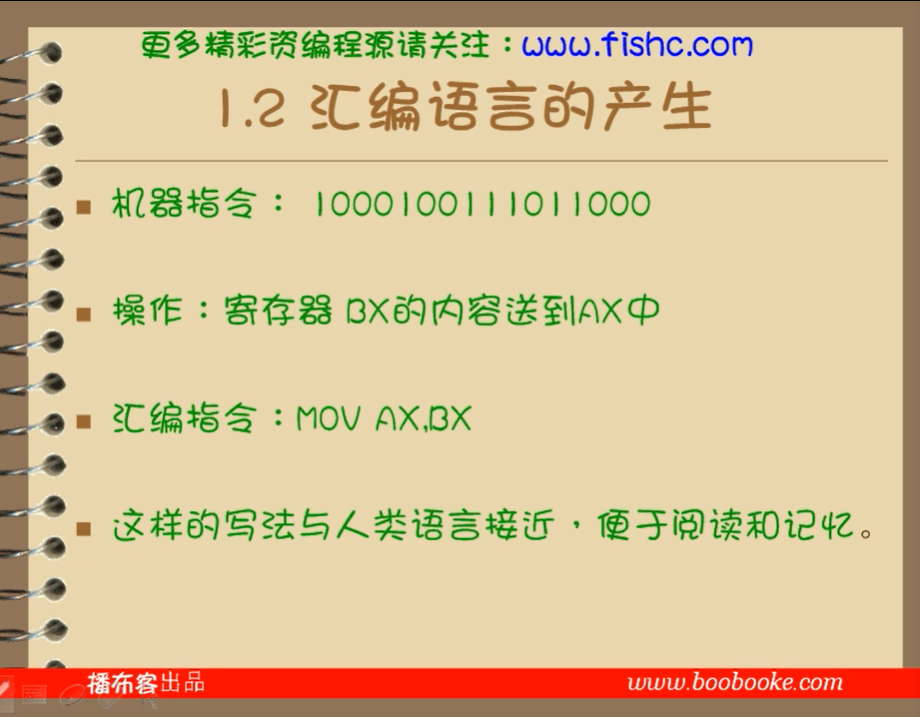 更多精彩资编程源请关注：www.fishc.com
1.2 汇编语言的产生
机器指令： 1000100111011000
操作：寄存器 BX的内容送到AX中
汇编指令：MOV AX,BX
这样的写法与人类语言接近，便于阅读和记忆。
播布客出品 www.boobooke.com